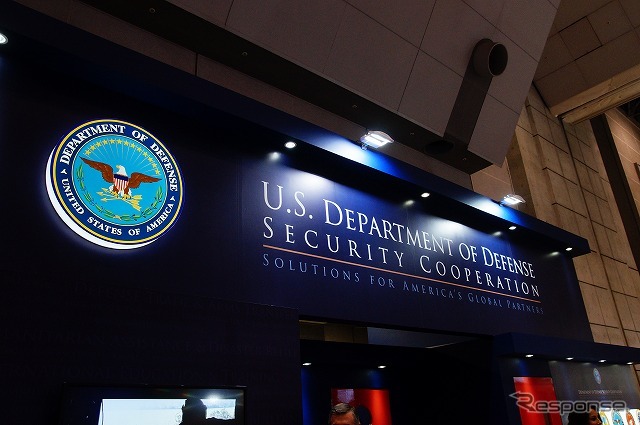 DEPARTMENT OF DEFENSE
UNITED STATES OF AMERICA
U.S. DEPARTMENT OF DEFENSE
SECURITY COOPERATION
SOLUTIONS FOR AMERICA'S GLOBAL PARTNERS
Response